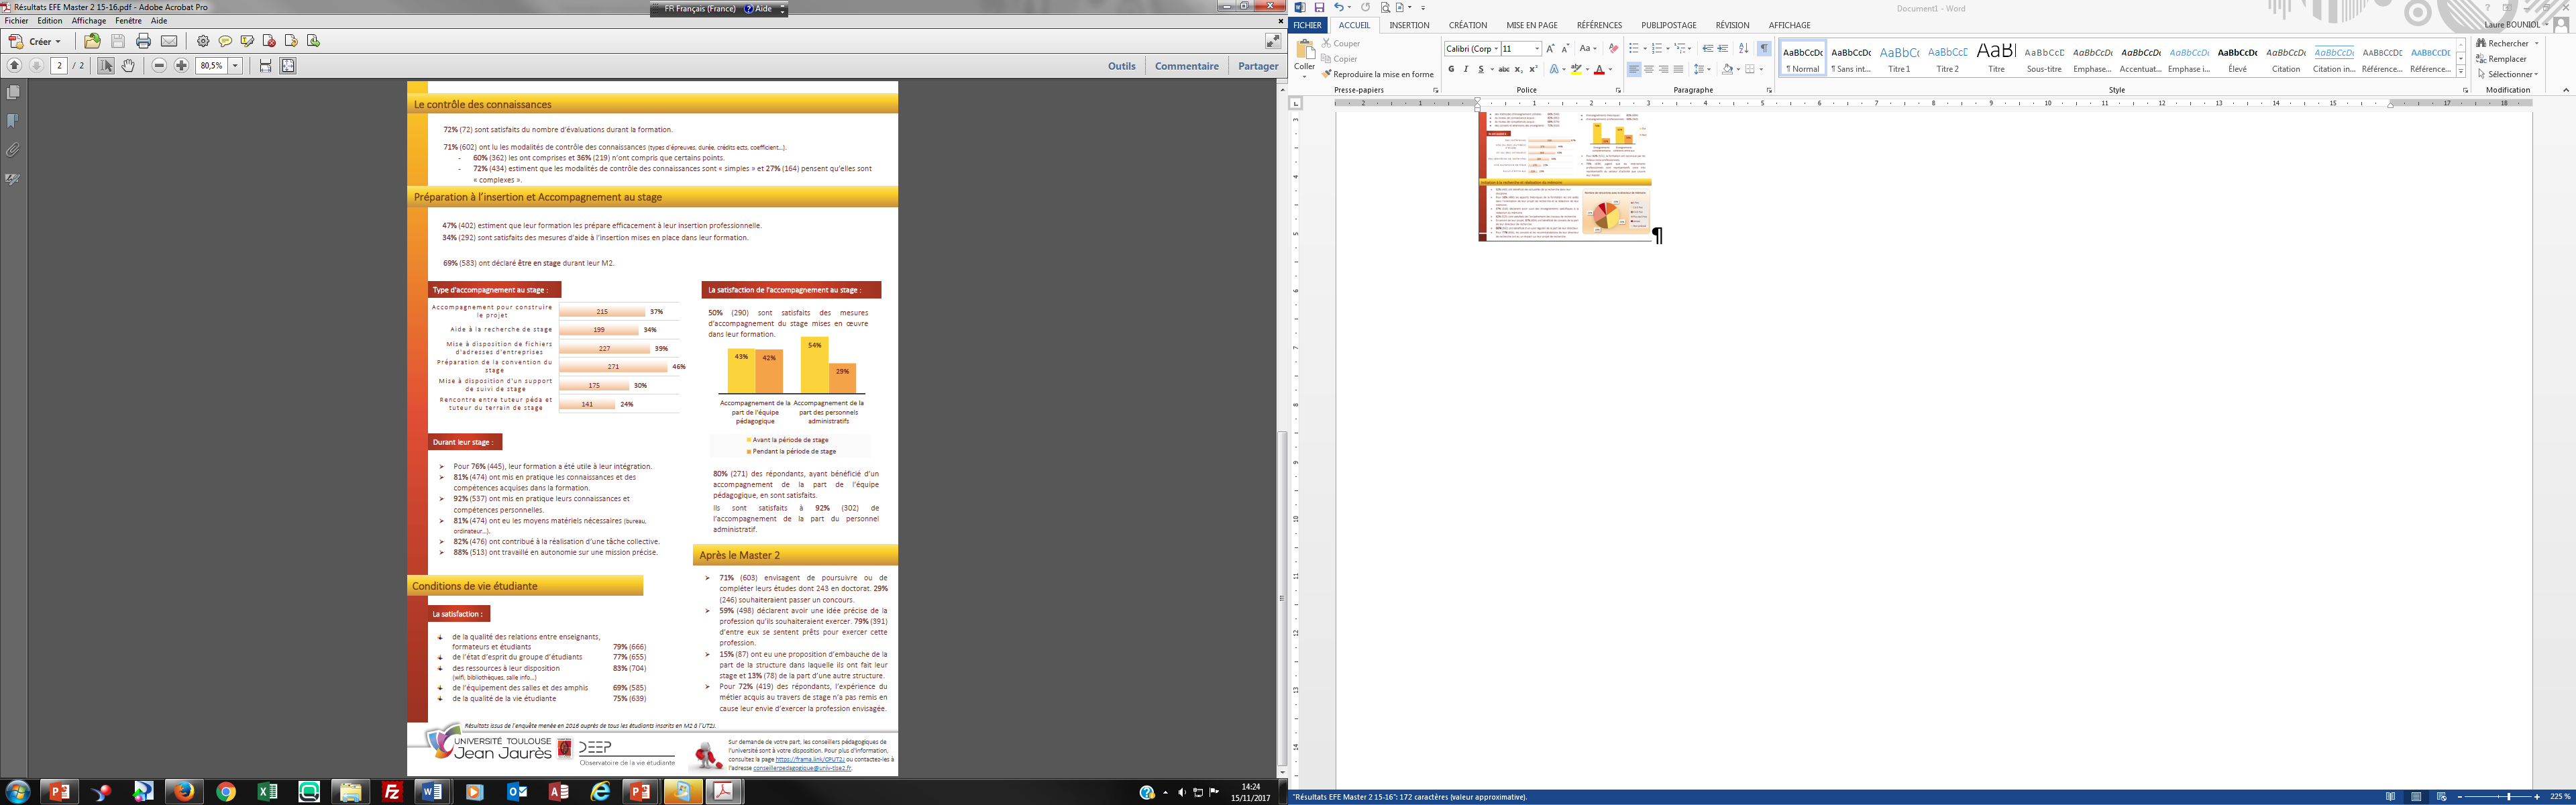 Résultats EFE Master 2 15-16.pdf - Adobe Acrobat Pro
FR Français (France) Aide
Fichier Edition Affichage Fenêtre Aide
Créer
2 / 2 80,5%
Outils Commentaire Partager
Le contrôle des connaissances
72% (72) sont satisfaits du nombre d'évaluations durant la formation.
71% (602) ont lu les modalités de contrôle des connaissances (types d'épreuves, durée, crédits ects, coefficient…).
- 60% (362) les ont comprises et 36% (219) n'ont compris que certains points.
- 72% (434) estiment que les modalités de contrôle des connaissances sont « simples » et 27% (164) pensent qu'elles sont
« complexes ».
Préparation à l'insertion et Accompagnement au stage
47% (402) estiment que leur formation les prépare efficacement à leur insertion professionnelle.
34% (292) sont satisfaits des mesures d'aide à l'insertion mises en place dans leur formation.
69% (583) ont déclaré être en stage durant leur M2.
Type d'accompagnement au stage :
Accompagnement pour construire
le projet
215 37%
Aide à la recherche de stage 199 34%
Mise à disposition de fichiers
d'adresses d'entreprises
227 39%
Préparation de la convention du
stage
271 46%
Mise à disposition d'un support
de suivi de stage
175 30%
Rencontre entre tuteur péda et
tuteur du terrain de stage
141 24%
La satisfaction de l'accompagnement au stage :
50% (290) sont satisfaits des mesures
d'accompagnement du stage mises en œuvre
dans leur formation.
43% 42% 54% 29%
Accompagnement de la
part de l'équipe
pédagogique
Accompagnement de la
part des personnels
administratifs
Avant la période de stage
Pendant la période de stage
80% (271) des répondants, ayant bénéficié d'un
accompagnement de la part de l'équipe
pédagogique, en sont satisfaits.
Ils sont satisfaits à 92% (302) de
l'accompagnement de la part du personnel
administratif.
Durant leur stage :
Pour 76% (445), leur formation a été utile à leur intégration.
81% (474) ont mis en pratique les connaissances et des
compétences acquises dans la formation.
92% (537) ont mis en pratique leurs connaissances et
compétences personnelles.
81% (474) ont eu les moyens matériels nécessaires (bureau,
ordinateur…).
82% (476) ont contribué à la réalisation d'une tâche collective.
88% (513) ont travaillé en autonomie sur une mission précise.
Conditions de vie étudiante
La satisfaction :
de la qualité des relations entre enseignants,
formateurs et étudiants 79% (666)
de l'état d'esprit du groupe d'étudiants 77% (655)
des ressources à leur disposition 83% (704)
(wifi, bibliothèques, salle info…)
de l'équipement des salles et des amphis 69% (585)
de la qualité de la vie étudiante 75% (639)
Après le Master 2
71% (603) envisagent de poursuivre ou de
compléter leurs études dont 243 en doctorat. 29%
(246) souhaiteraient passer un concours.
59% (498) déclarent avoir une idée précise de la
profession qu'ils souhaiteraient exercer. 79% (391)
d'entre eux se sentent prêts pour exercer cette
profession.
15% (87) ont eu une proposition d'embauche de la
part de la structure dans laquelle ils ont fait leur
stage et 13% (78) de la part d'une autre structure.
Pour 72% (419) des répondants, l'expérience du
métier acquis au travers de stage n'a pas remis en
cause leur envie d'exercer la profession envisagée.
Résultats issus de l'enquête menée en 2016 auprès de tous les étudiants inscrits en M2 à l'UT2J.
UNIVERSITÉ TOULOUSE
Jean Jaurès
DEEP
Observatoire de la vie étudiante
Sur demande de votre part, les conseillers pédagogiques de
l'université sont à votre disposition. Pour plus d'information,
consultez la page https://frama.link/CPUT2J ou contactez-les à
l'adresse conseillerpedagogique@univ-tlse2.fr.
14:24
15/11/2017
Document1 - Word
FICHIER ACCUEIL INSERTION CRÉATION MISE EN PAGE RÉFÉRENCES PUBLIPOSTAGE RÉVISION AFFICHAGE
Laure BOUNIOL
Coller
Couper
Copier
Reproduire la mise en forme
Presse-papiers
Calibri (Corp 11
Police
Paragraphe
AaBbCcDc AaBbCcDc AaBbCc AaBbCcD AaBl AaBbCcD AaBbCcDc AaBbCcDc AaBbCcDc AaBbCcDc AaBbCcDc AaBbCcDc AABBCCDC AABBCCDC
¶ Normal ¶ Sans int... Titre 1 Titre 2 Titre Sous-titre Emphase... Accentuat... Emphase i... Élevé Citation Citation in... Référence... Référence...
Style
Rechercher
Remplacer
Sélectionner
Modification
"Résultats EFE Master 2 15-16": 172 caractères (valeur approximative).
225 %